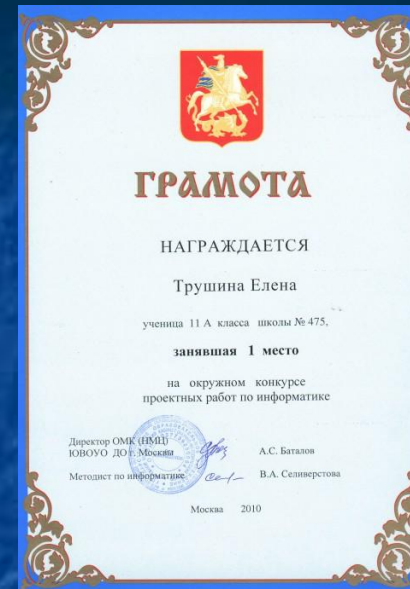 ГРАМОТА
НАГРАЖДАЕТСЯ
Трушина Елена
ученица 11 А класса школы № 475,
занявшая 1 место
на окружном конкурсе
проектных работ по информатике
Директор ОМК (НМЦ)
ЮВОУО ДО г. Москвы
А.С. Баталов
Методист по информатике
В.А. Селиверстова
Москва 2010